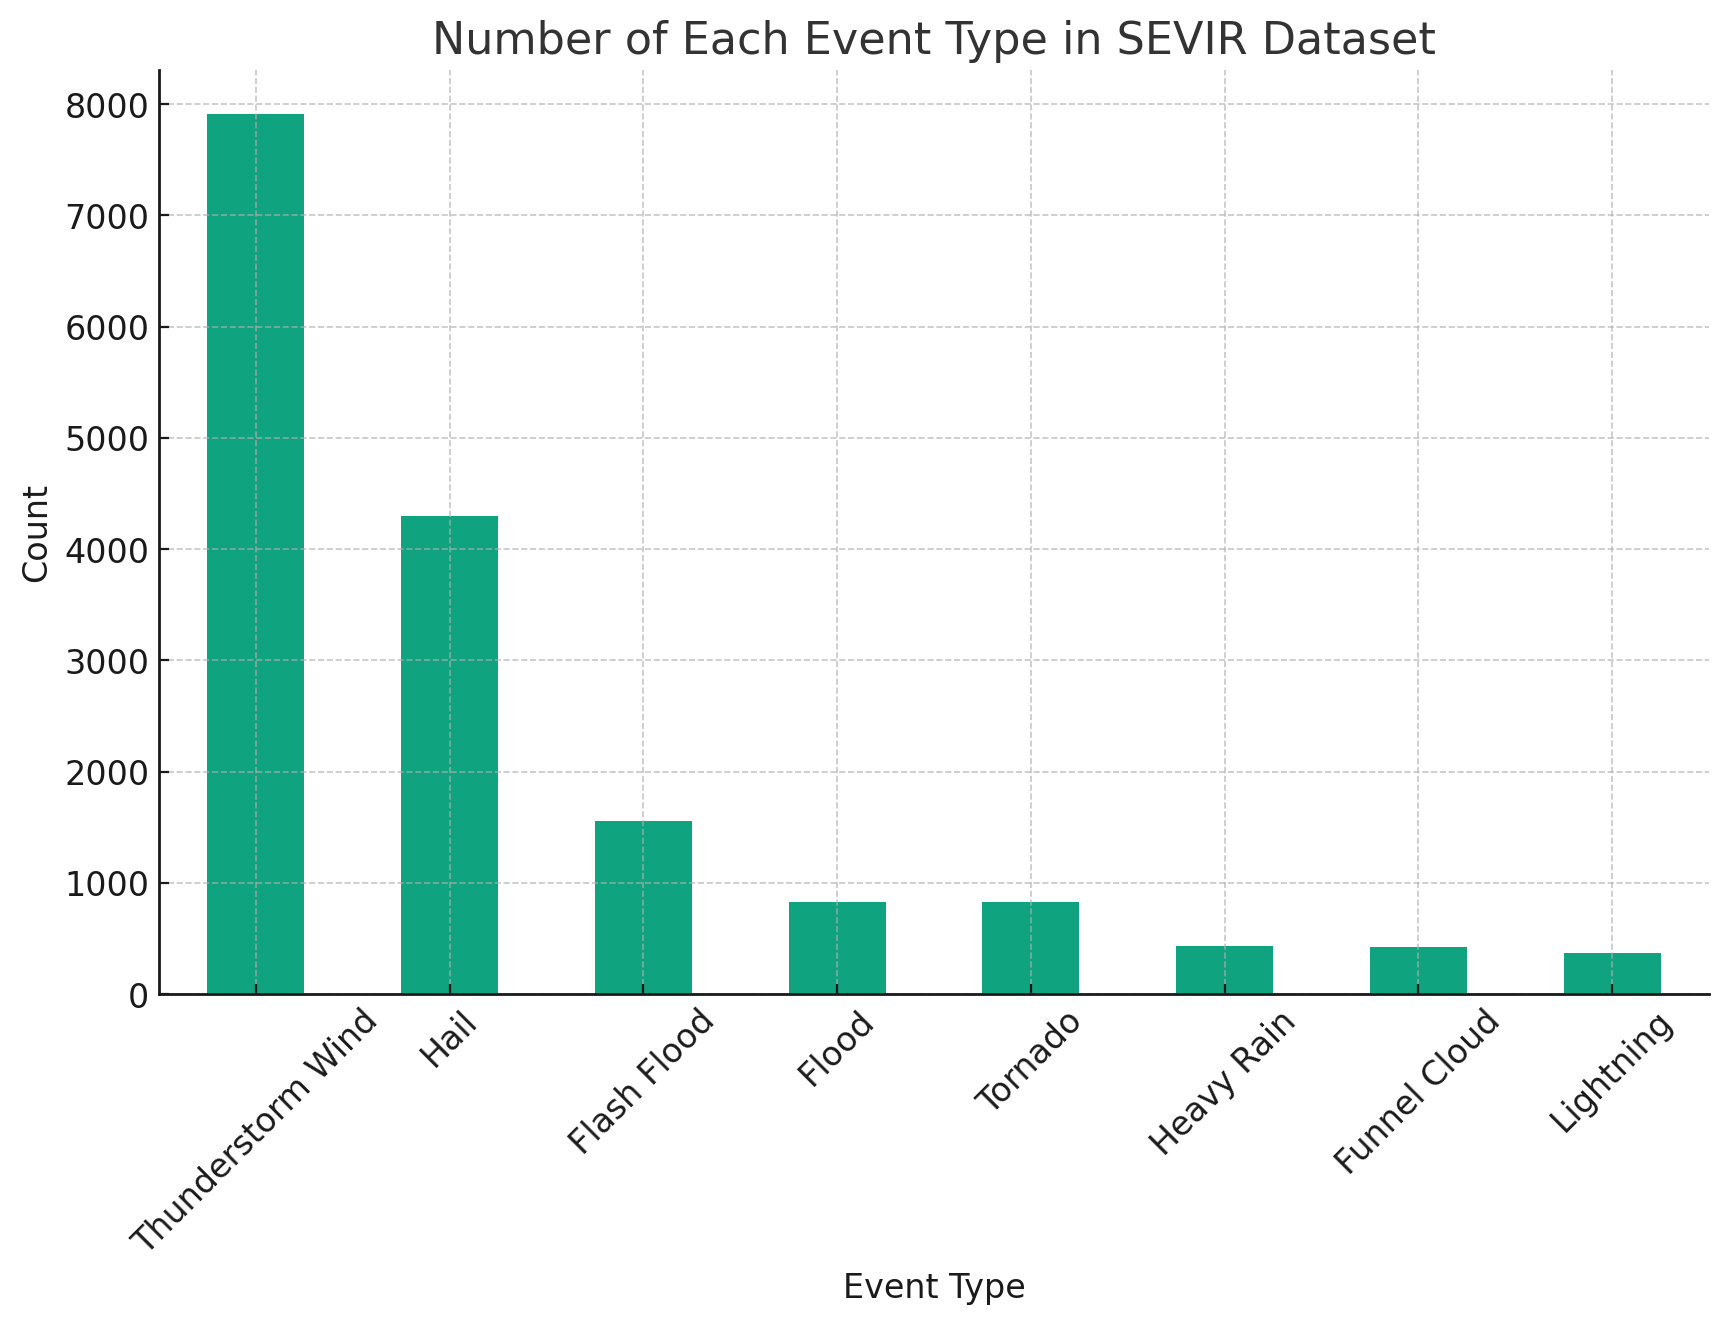 Number of Each Event Type in SEVIR Dataset
8000
7000
6000
5000
4000
3000
2000
1000
0
Count
Thunderstorm Wind
Hail
Flash Flood
Flood
Tornado
Heavy Rain
Funnel Cloud
Lightning
Event Type